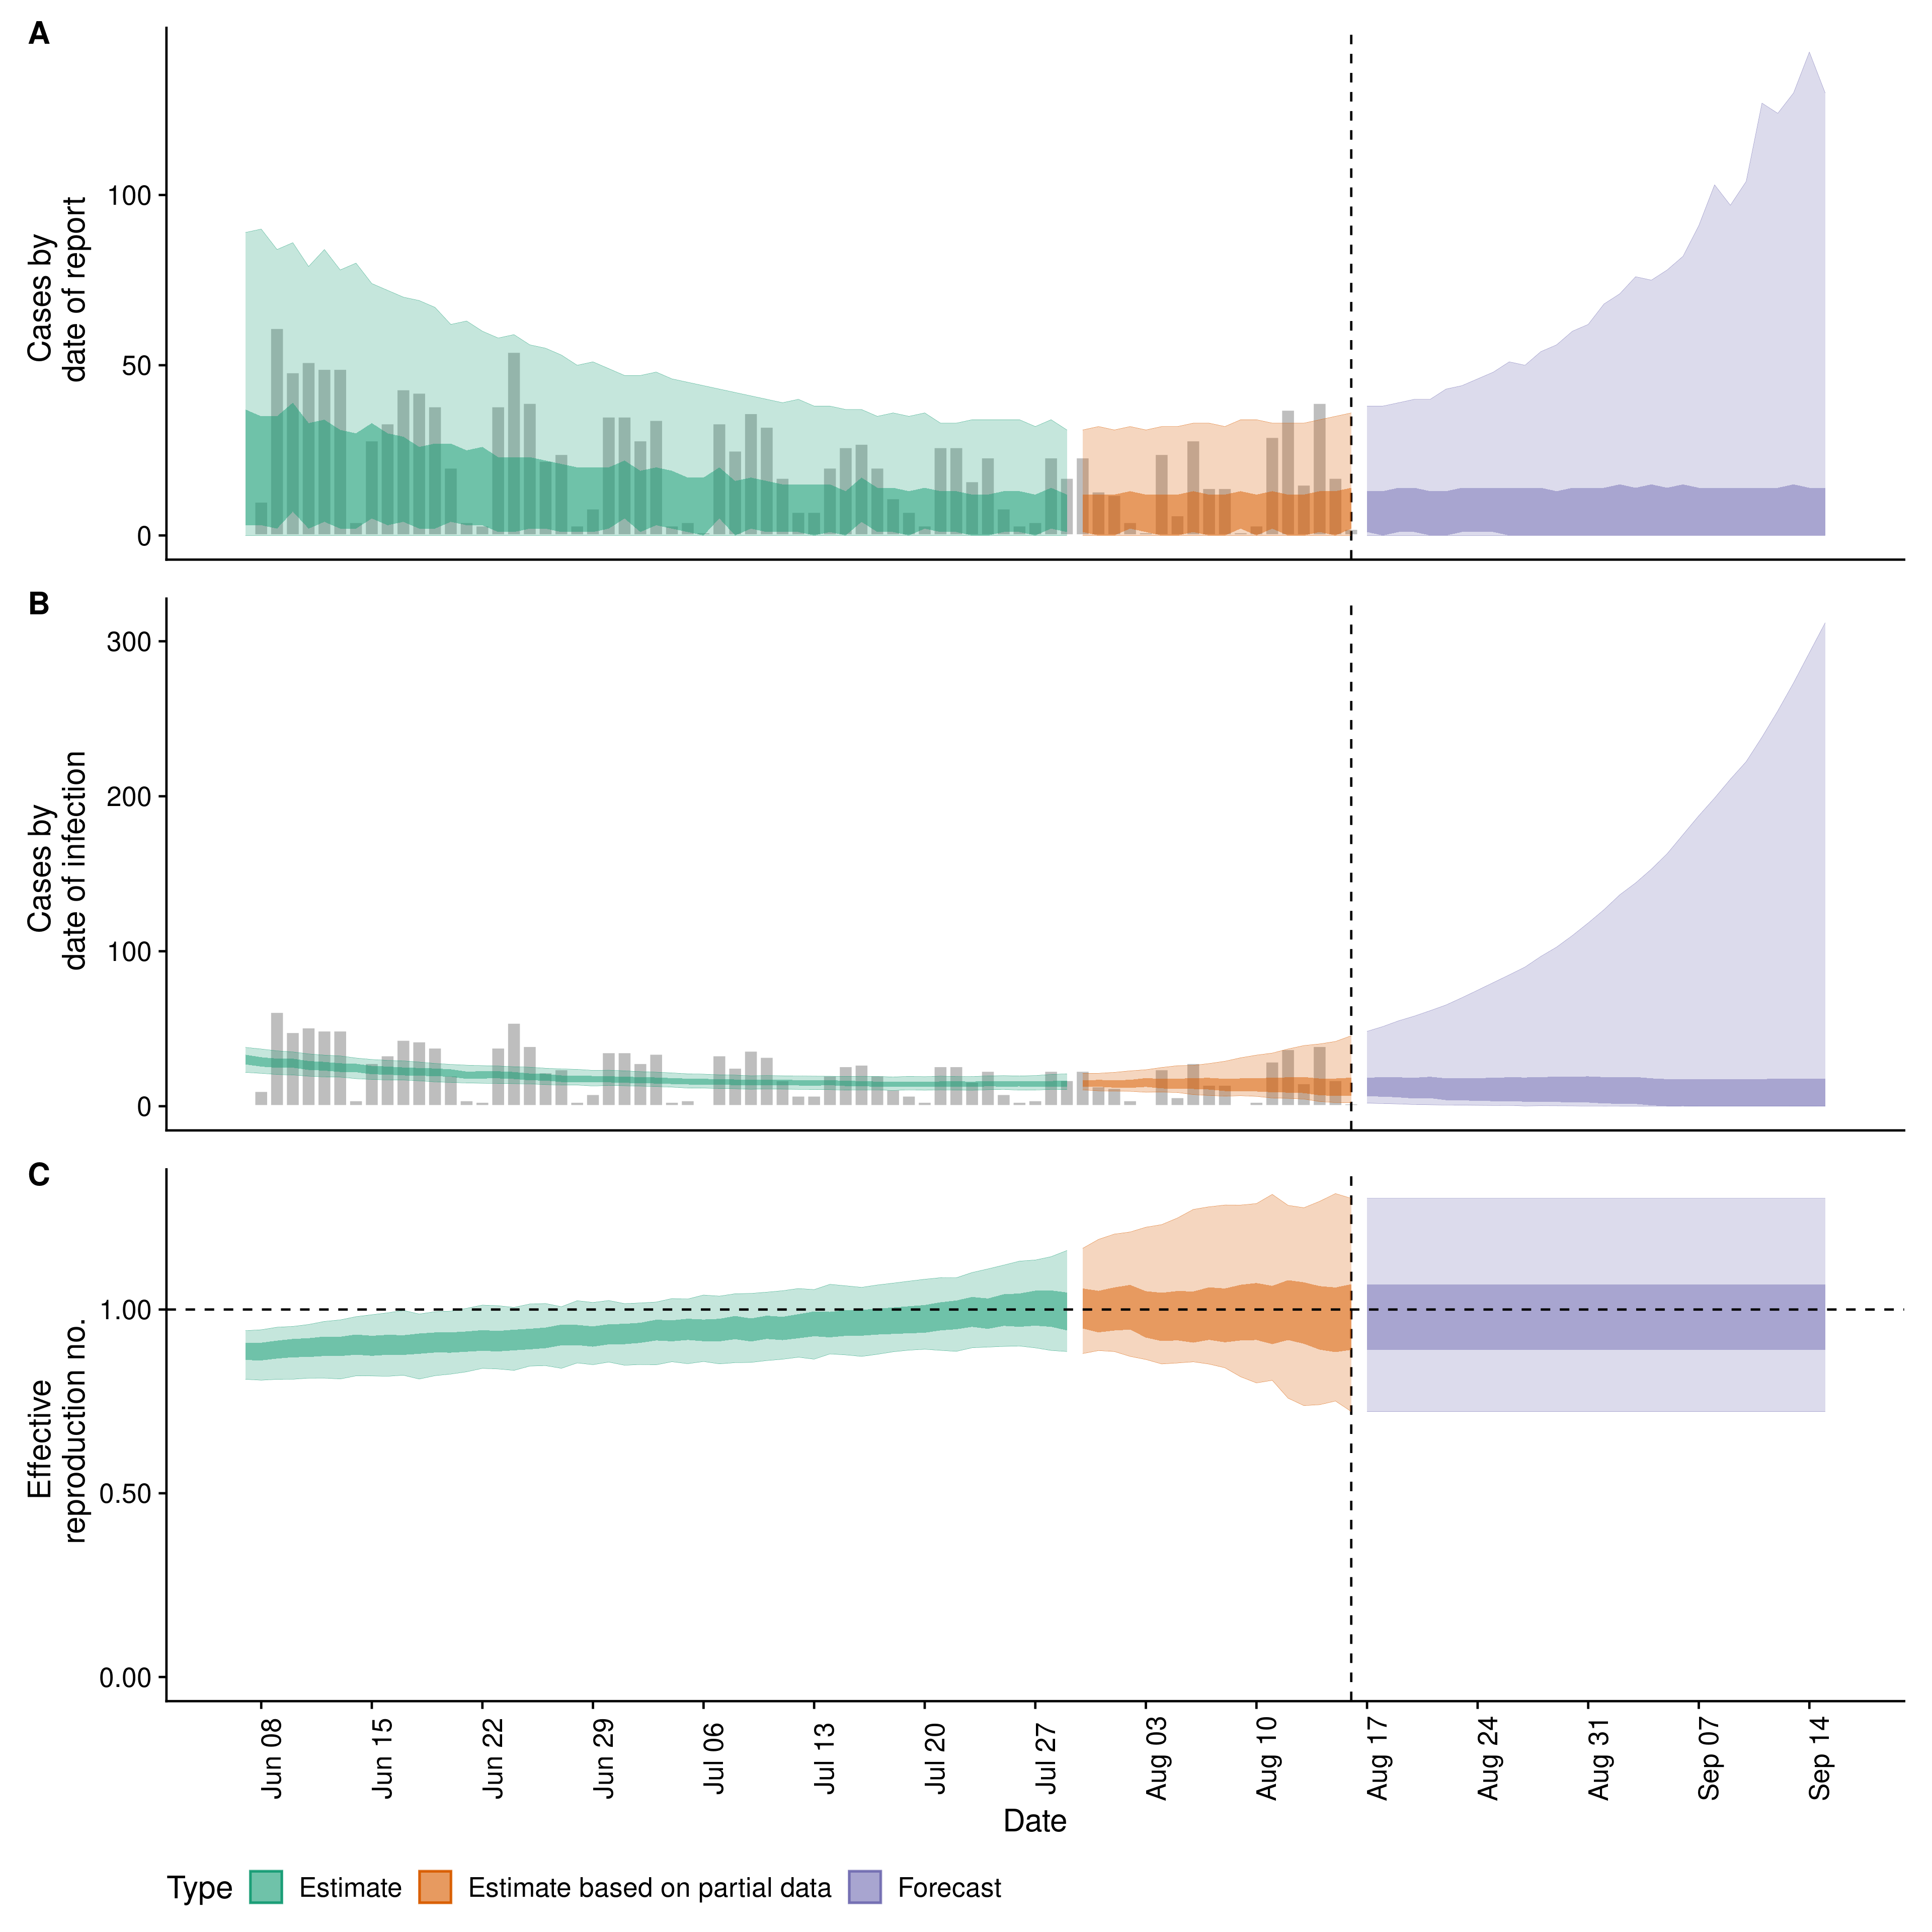 A
Cases by
date of report
100
50
0
B
Cases by
date of infection
300
200
100
0
C
Effective
reproduction no.
1.00
0.50
0.00
Jun 08
Jun 15
Jun 22
Jun 29
Jul 06
Jul 13
Jul 20
Jul 27
Aug 03
Aug 10
Aug 17
Aug 24
Aug 31
Sep 07
Sep 14
Date
Type Estimate Estimate based on partial data Forecast